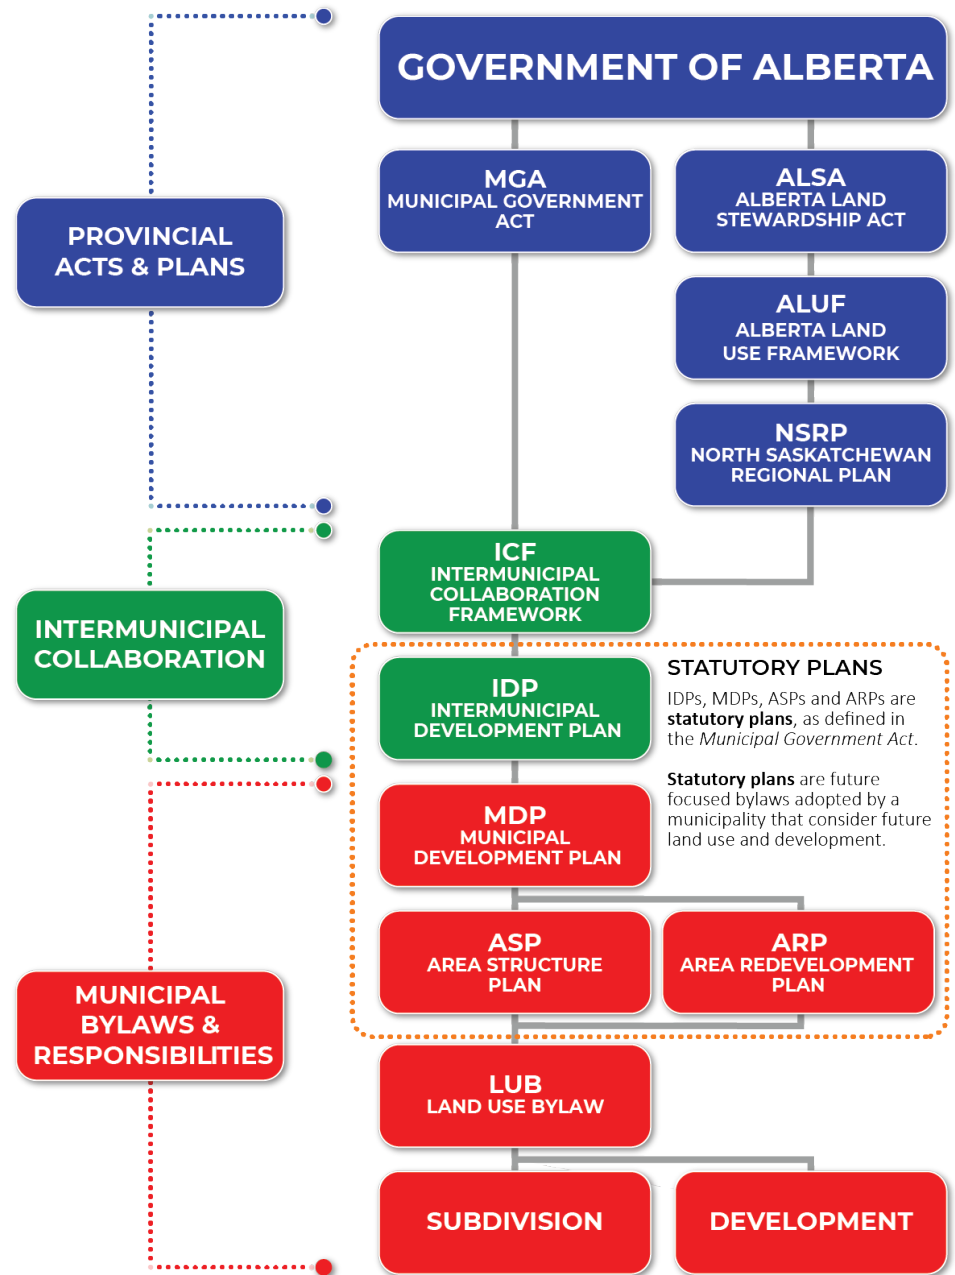 GOVERNMENT OF ALBERTA
MGA
MUNICIPAL GOVERNMENT
ACT
ALSA
ALBERTA LAND
STEWARDSHIP ACT
PROVINCIAL
ACTS & PLANS
ALUF
ALBERTA LAND
USE FRAMEWORK
NSRP
NORTH SASKATCHEWAN
REGIONAL PLAN
ICF
INTERMUNICIPAL
COLLABORATION
FRAMEWORK
INTERMUNICIPAL
COLLABORATION
IDP
INTERMUNICIPAL
DEVELOPMENT PLAN
STATUTORY PLANS
IDPs, MDPs, ASPs and ARPs are
statutory plans, as defined in
the Municipal Government Act.
Statutory plans are future
focused bylaws adopted by a
municipality that consider future
land use and development.
MDP
MUNICIPAL
DEVELOPMENT PLAN
ASP
AREA STRUCTURE
PLAN
ARP
AREA REDEVELOPMENT
PLAN
MUNICIPAL
BYLAWS &
RESPONSIBILITIES
LUB
LAND USE BYLAW
SUBDIVISION
DEVELOPMENT